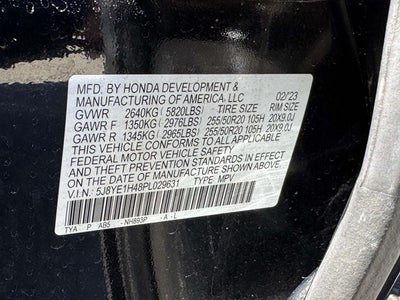 MFD. BY HONDA DEVELOPMENT & 02/23
MANUFACTURING OF AMERICA, LLC
GVWR 2640KG (5820LBS) TIRE SIZE RIM SIZE
GAWR F 1350KG (2976LBS) 255/50R20 105H 20X9.0J
GAWR R 1345KG (2965LBS) 255/50R20 105H 20X9.0J
THIS VEHICLE CONFORMS TO ALL APPLICABLE
FEDERAL MOTOR VEHICLE SAFETY, BUMPER, AND
THEFT PREVENTION STANDARDS IN EFFECT ON THE
DATE OF MANUFACTURE SHOWN ABOVE.
V.I.N.: 5J8YE1H48PL029631 TYPE: MPV
TYA P AB5 -NH893P -A -L